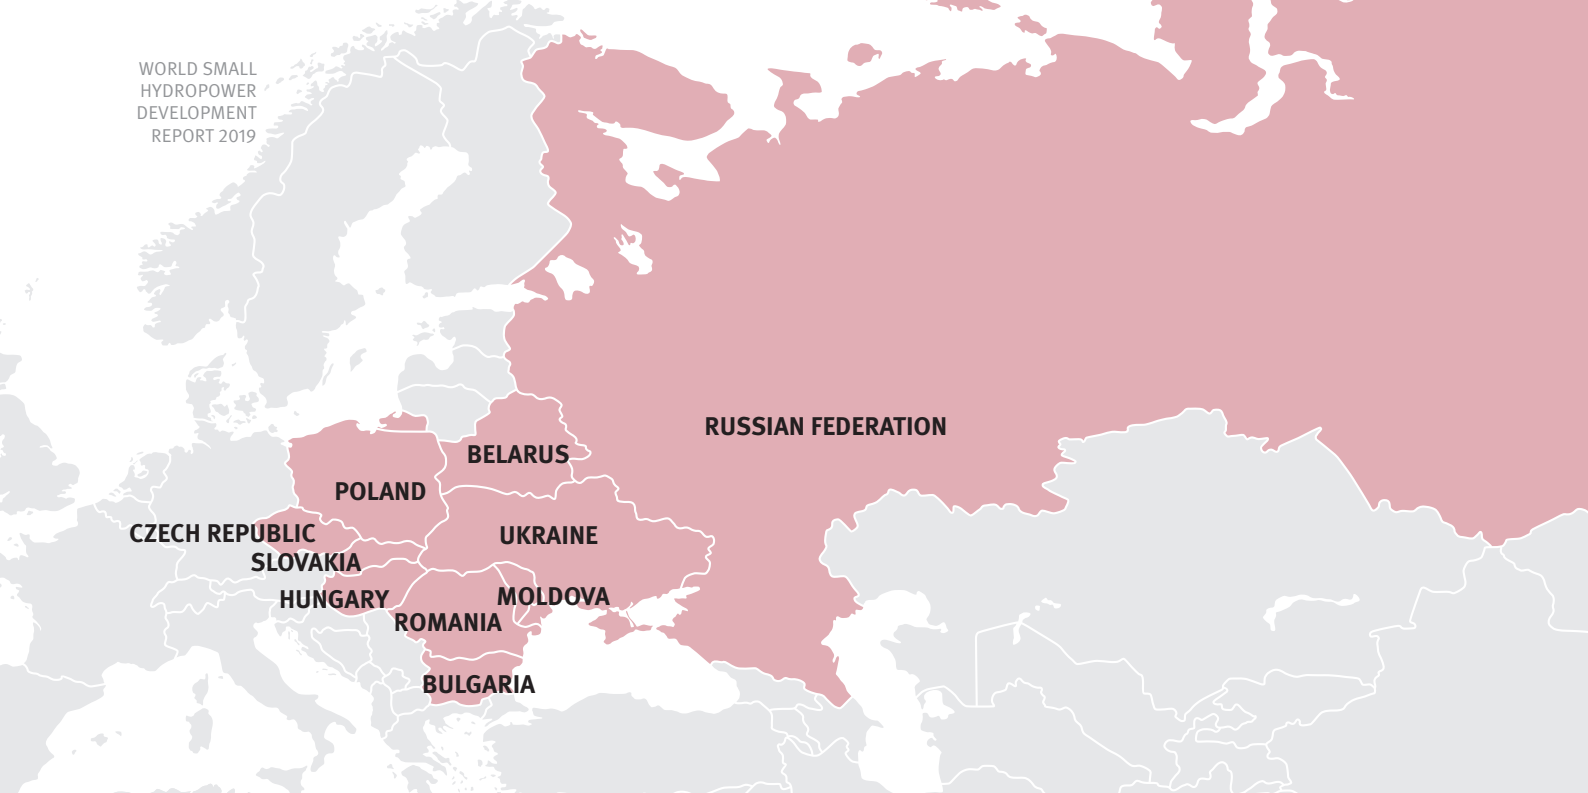 WORLD SMALL
HYDROPOWER
DEVELOPMENT
REPORT 2019
RUSSIAN FEDERATION
BELARUS
POLAND
CZECH REPUBLIC
UKRAINE
SLOVAKIA
HUNGARY
MOLDOVA
ROMANIA
BULGARIA